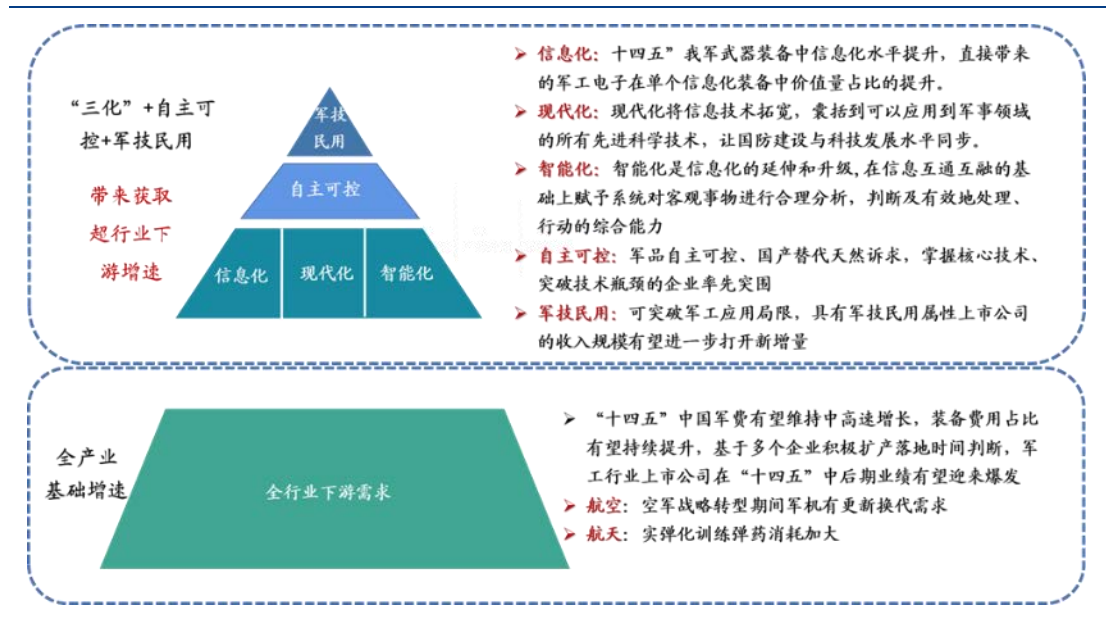 “三化”+自主可
控+军技民用
带来获取
超行业下
游增速
军技
民用
自主可控
信息化
现代化
智能化
➢ 信息化：十四五”我军武器装备中信息化水平提升，直接带来
的军工电子在单个信息化装备中价值量占比的提升。
➢ 现代化：现代化将信息技术拓宽，囊括到可以应用到军事领域
的所有先进科学技术，让国防建设与科技发展水平同步。
➢ 智能化：智能化是信息化的延伸和升级,在信息互通互融的基
础上赋予系统对客观事物进行合理分析，判断及有效地处理、
行动的综合能力
➢ 自主可控：军品自主可控、国产替代天然诉求，掌握核心技术、
突破技术瓶颈的企业率先突围
➢ 军技民用：可突破军工应用局限，具有军技民用属性上市公司
的收入规模有望进一步打开新增量
全产业
基础增速
全行业下游需求
➢ “十四五”中国军费有望维持中高速增长，装备费用占比
有望持续提升，基于多个企业积极扩产落地时间判断，军
工行业上市公司在“十四五”中后期业绩有望迎来爆发
➢ 航空：空军战略转型期间军机有更新换代需求
➢ 航天：实弹化训练弹药消耗加大